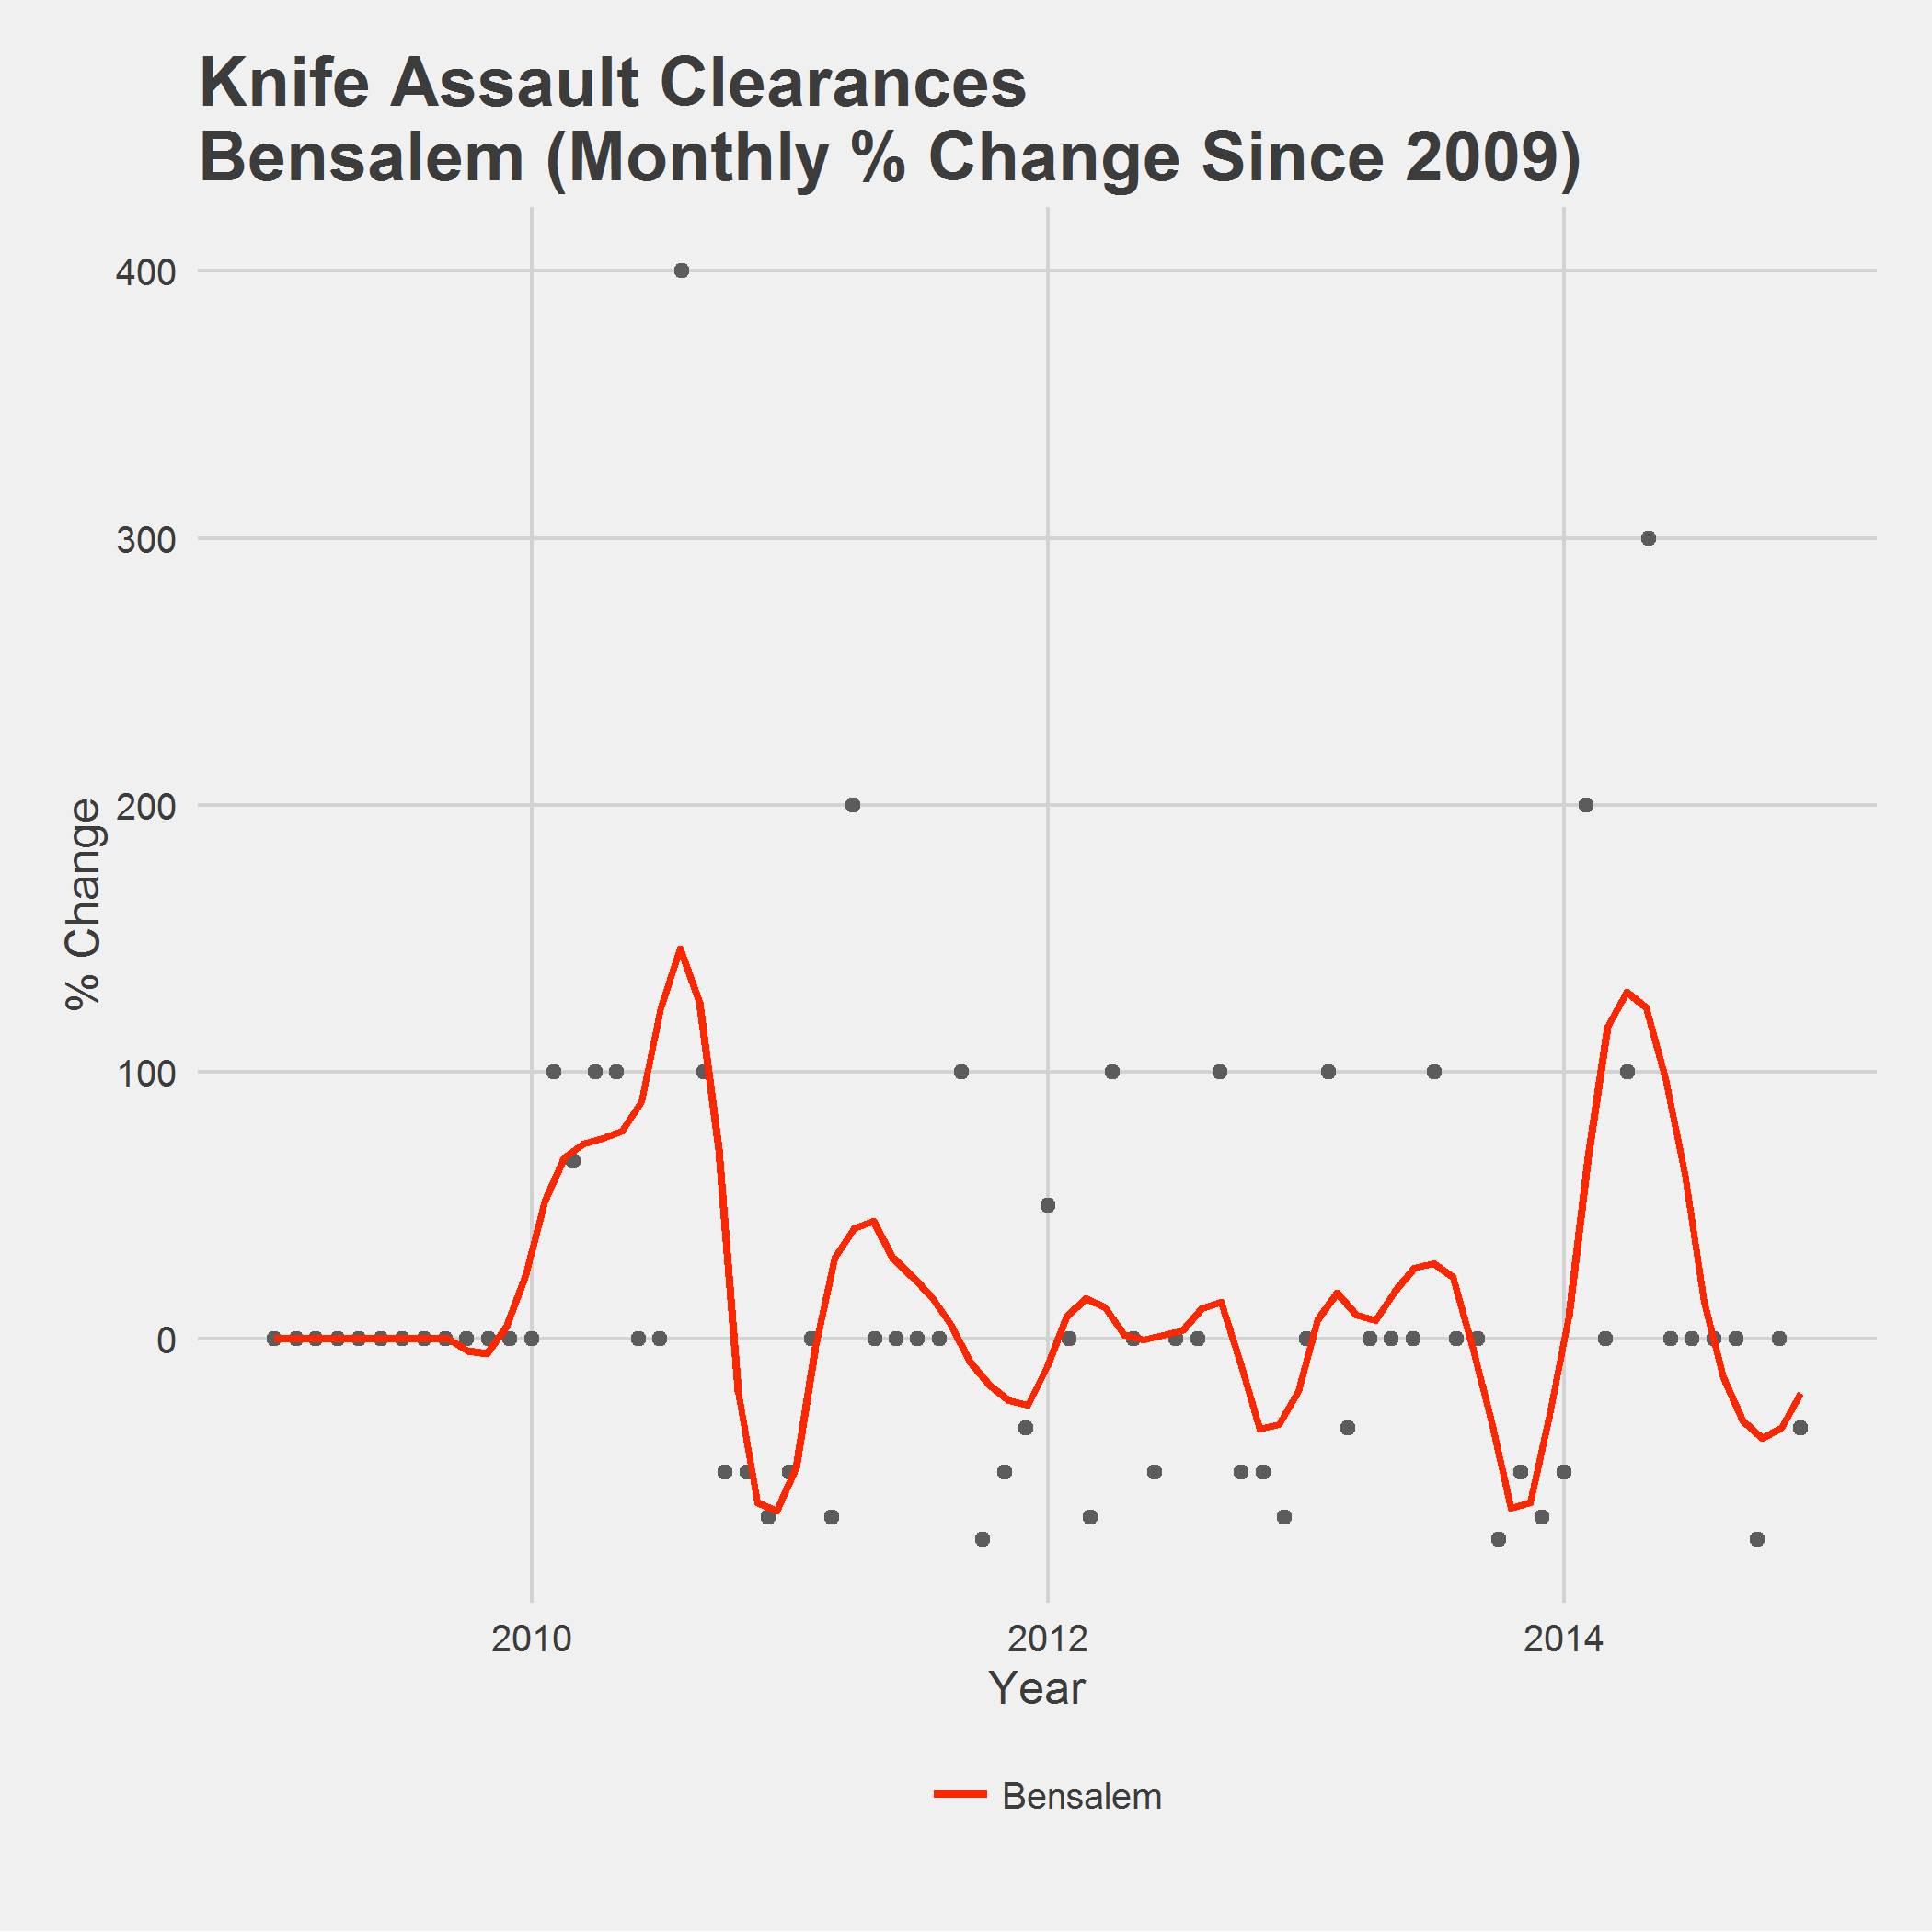 Knife Assault Clearances
Bensalem (Monthly % Change Since 2009)
400
300
200
100
0
% Change
2010 2012 2014
Year
Bensalem